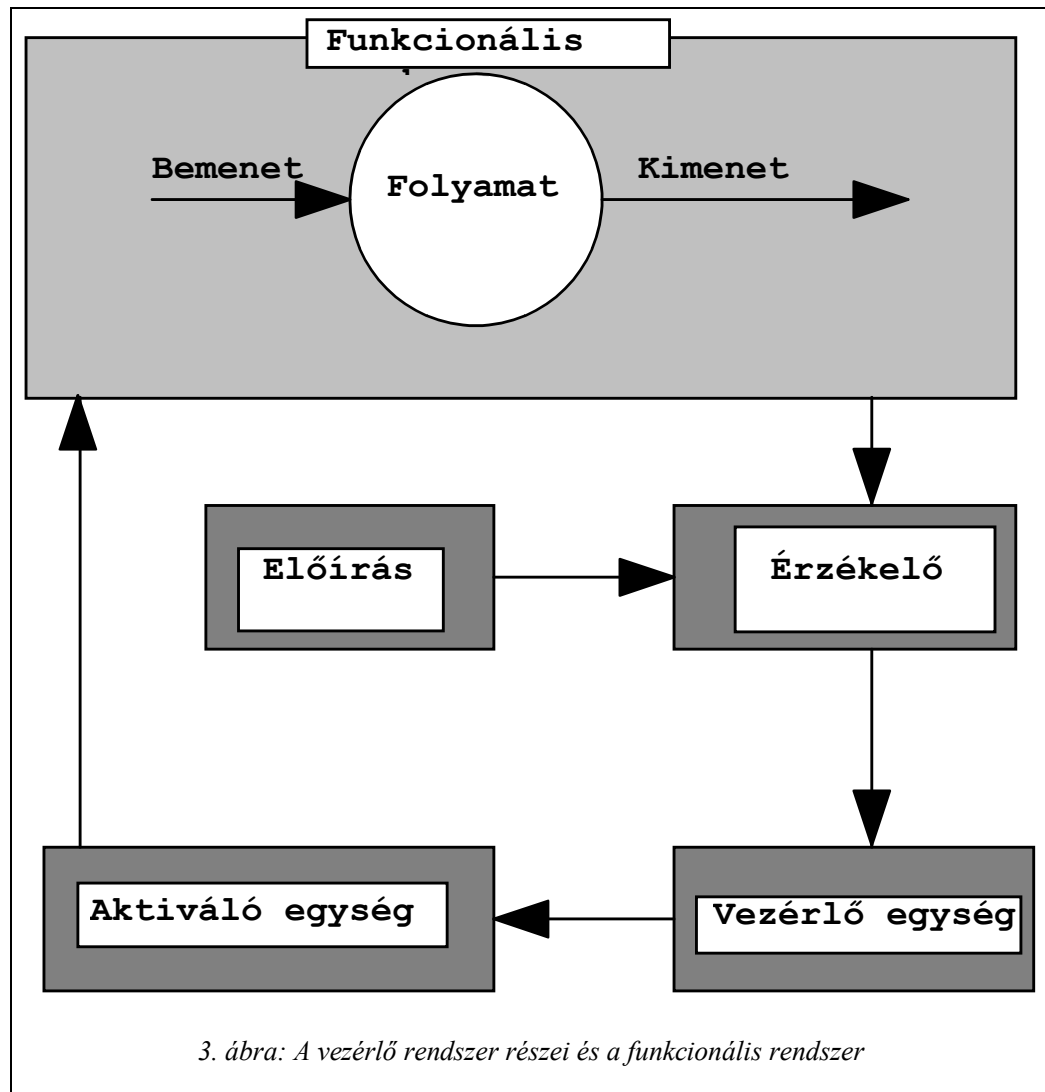 Funkcionális
Bemenet
Folyamat
Kimenet
Előírás
Érzékelő
Aktiváló egység
Vezérlő egység
3. ábra: A vezérlő rendszer részei és a funkcionális rendszer